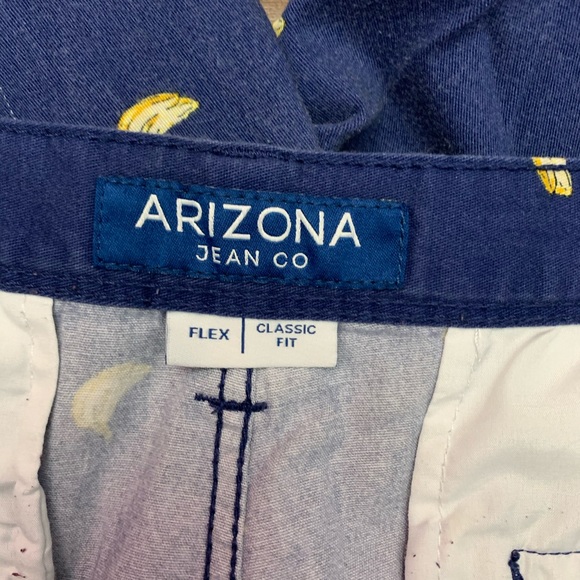 ARIZONA
JEAN CO
FLEX
CLASSIC
FIT